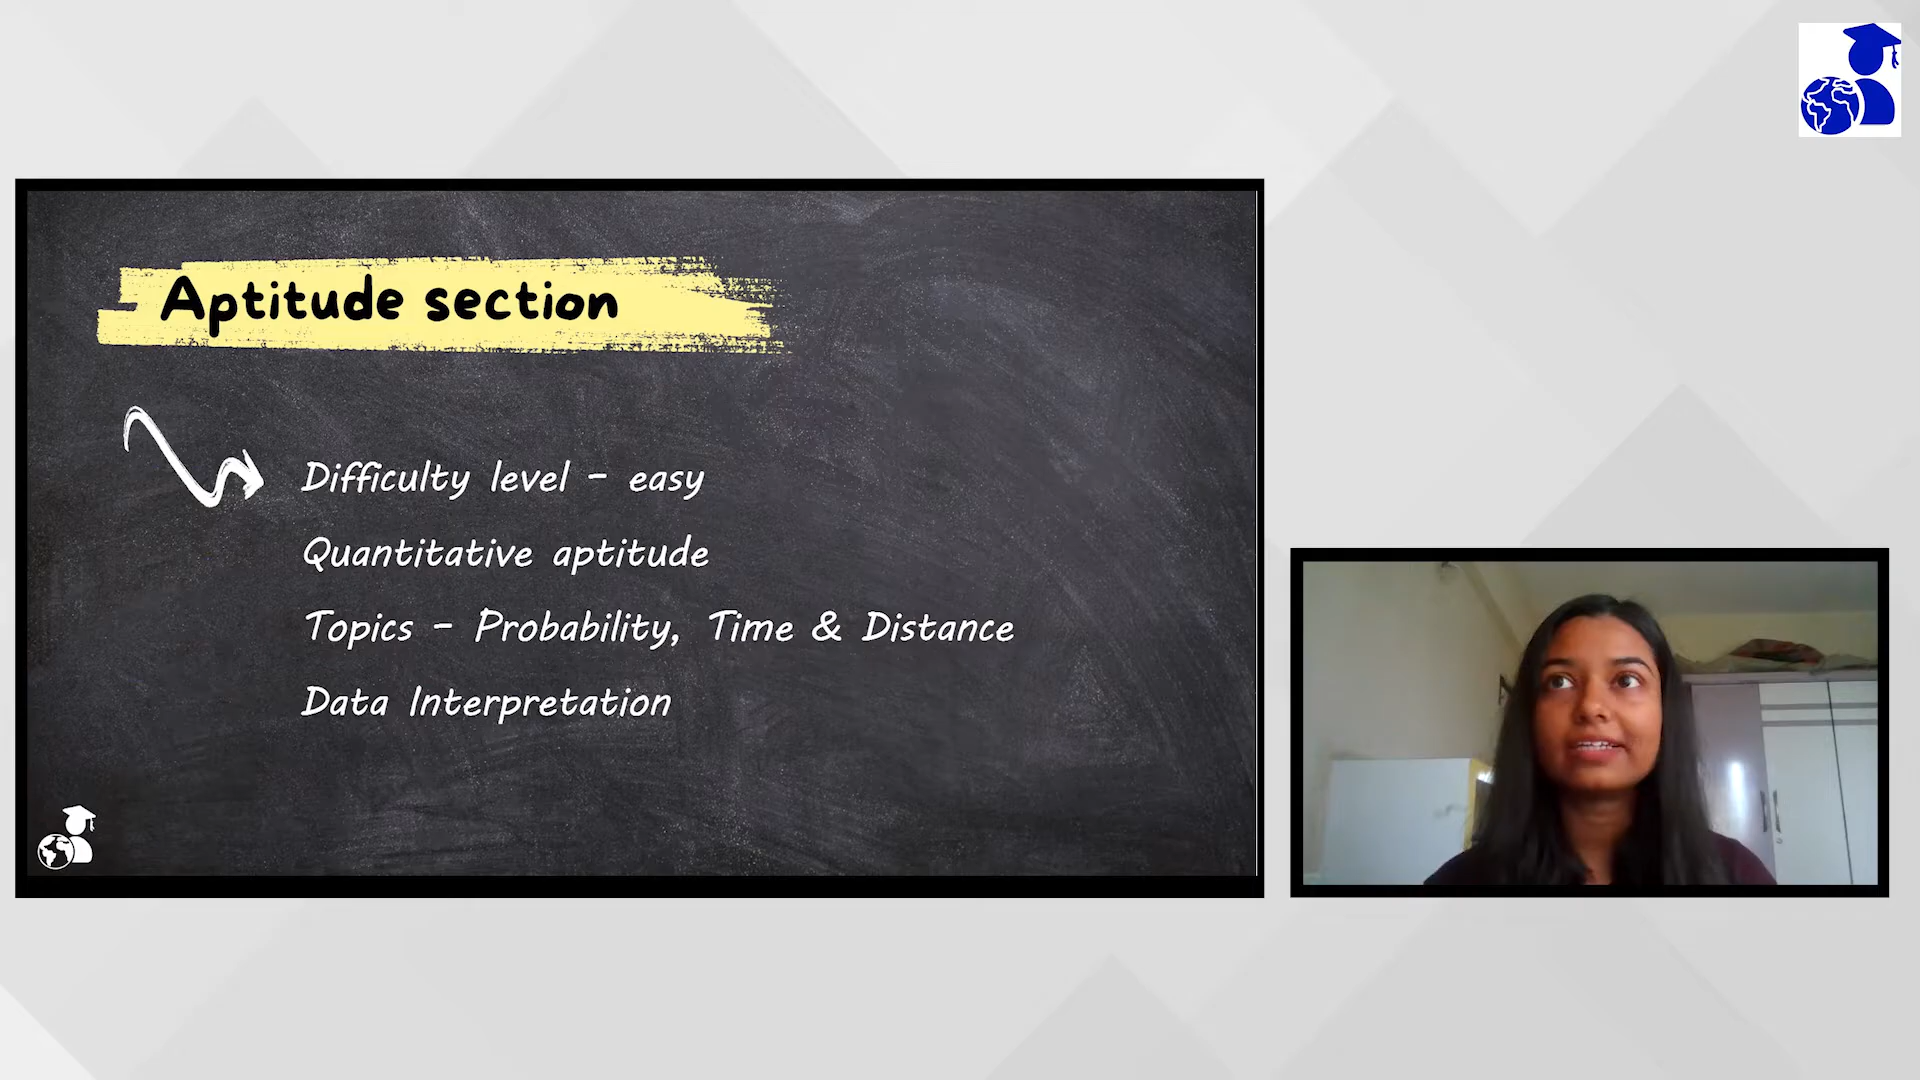 Aptitude section
Difficulty level - easy
Quantitative aptitude
Topics - Probability, Time & Distance
Data Interpretation